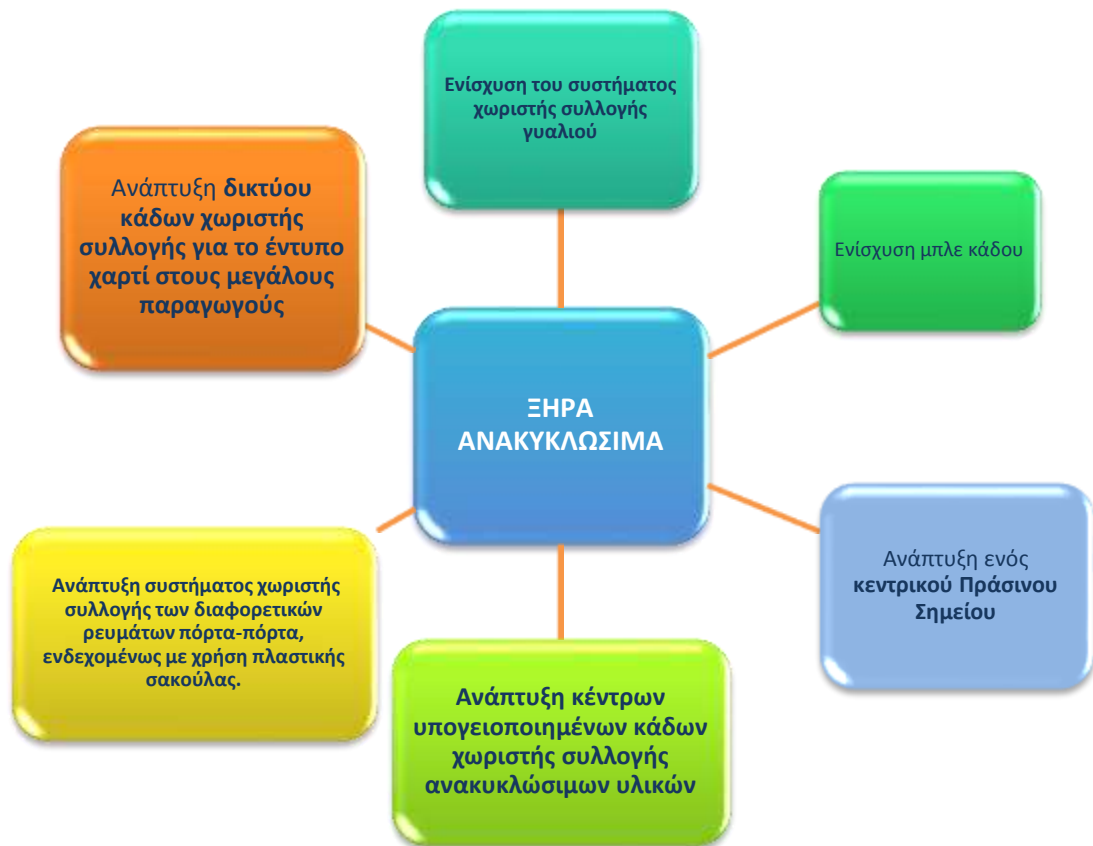 Ενίσχυση του συστήματος
χωριστής συλλογής
γυαλιού
Ανάπτυξη δικτύου
κάδων χωριστής
συλλογής για το έντυπο
χαρτί στους μεγάλους
παραγωγούς
Ενίσχυση μπλε κάδου
ΞΗΡΑ
ΑΝΑΚΥΚΛΩΣΙΜΑ
Ανάπτυξη ενός
κεντρικού Πράσινου
Σημείου
Ανάπτυξη συστήματος χωριστής
συλλογής των διαφορετικών
ρευμάτων πόρτα-πόρτα,
ενδεχομένως με χρήση πλαστικής
σακούλας.
Ανάπτυξη κέντρων
υπογειοποιημένων κάδων
χωριστής συλλογής
ανακυκλώσιμων υλικών